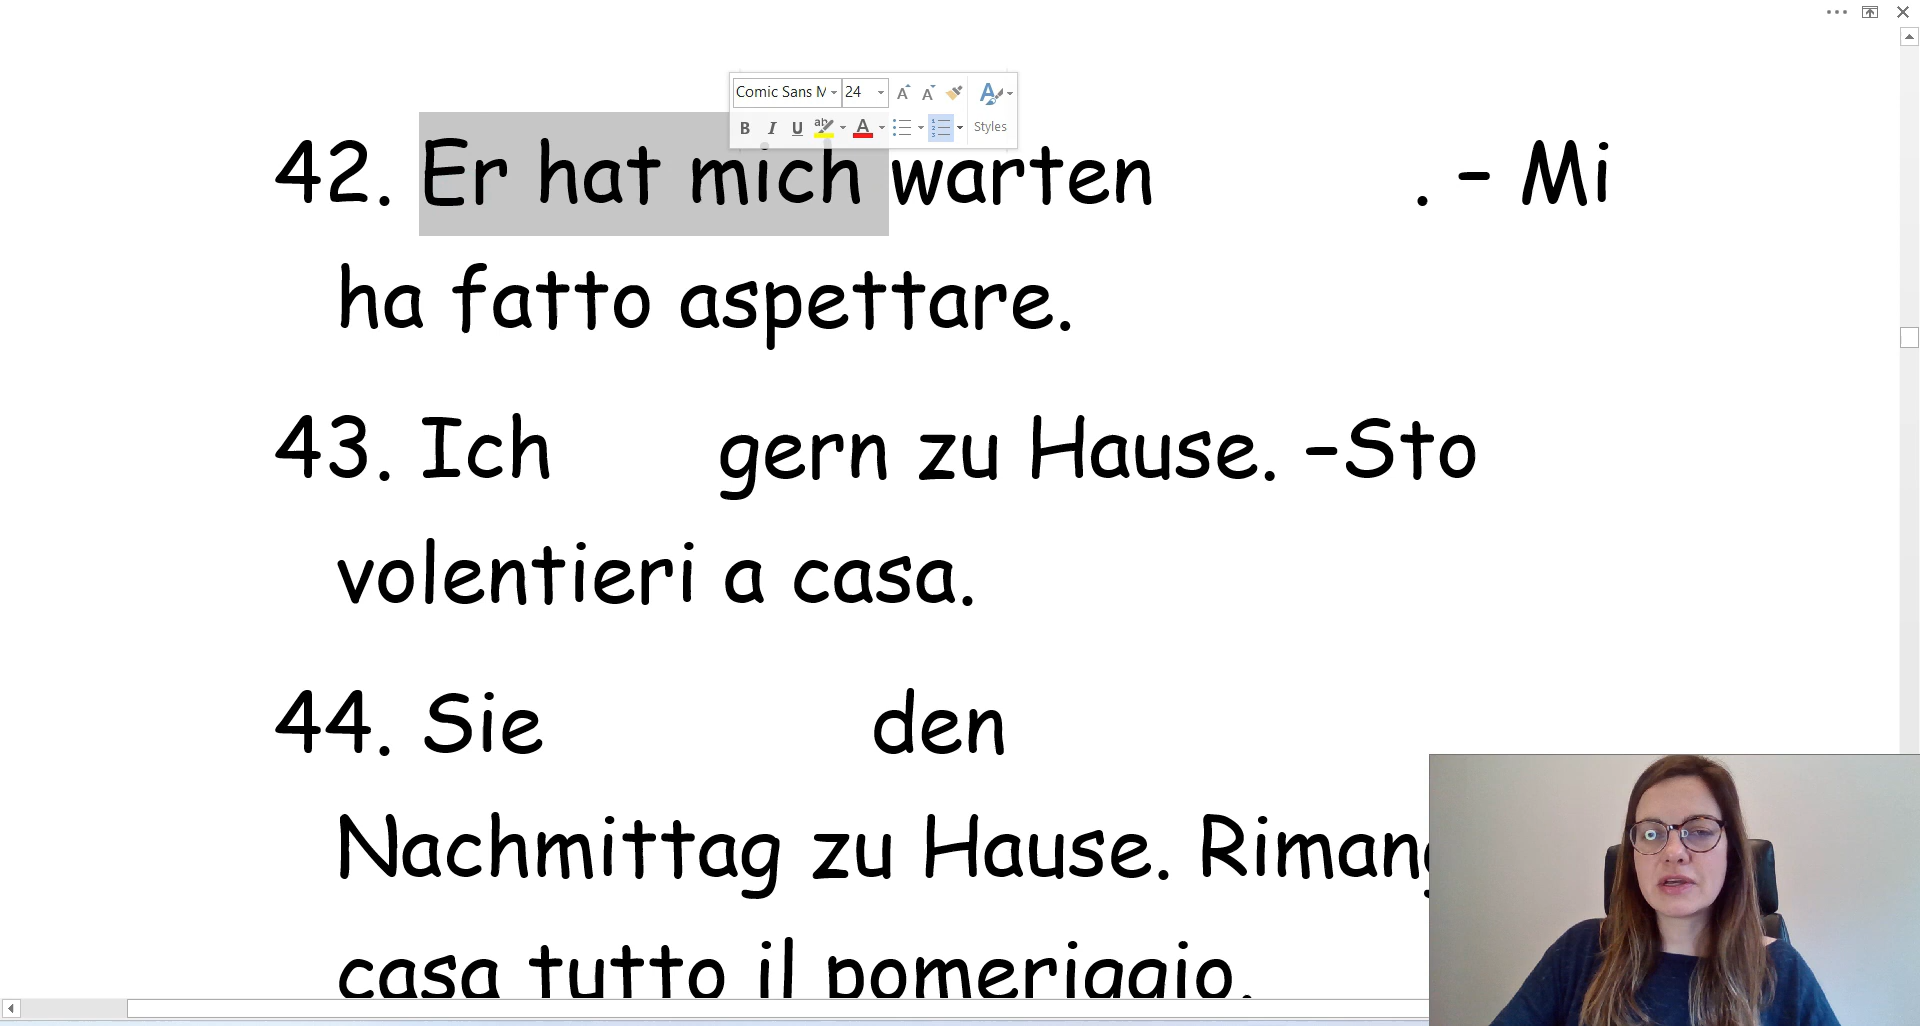 Comic Sans M 24
B I U Styles
42. Er hat mich warten . – Mi
ha fatto aspettare.
43. Ich gern zu Hause. –Sto
volentieri a casa.
44. Sie den
Nachmittag zu Hause. Rimang
casa tutto il pomeriggio.